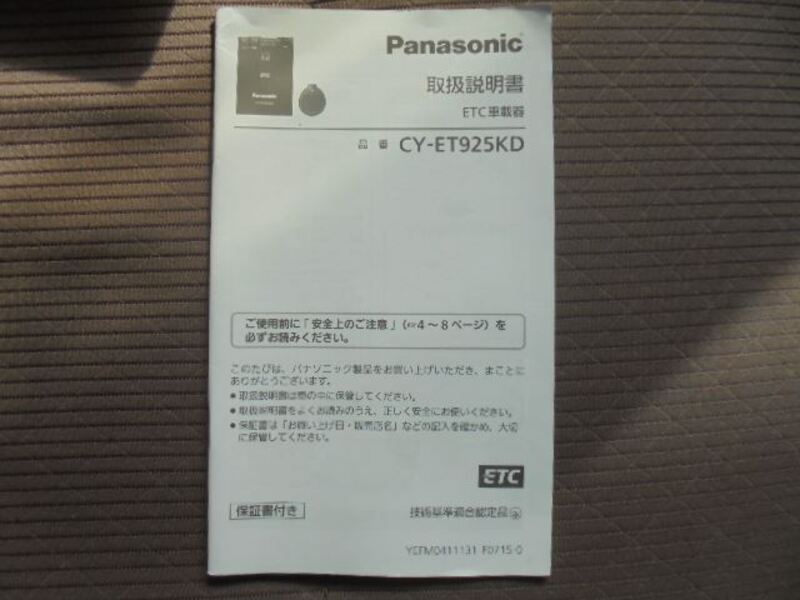 Panasonic
取扱説明書
ETC車載器
品番 CY-ET925KD
Panasonic
ご使用前に「安全上のご注意」(☞4〜8ページ)を
必ずお読みください。
このたびは、パナソニック製品をお買い上げいただき、まことに
ありがとうございます。
●取扱説明書は車の中に保管してください。
●取扱説明書をよくお読みのうえ、正しく安全にお使いください。
●保証書は「お買い上げ日・販売店名」などの記入を確かめ、大切
に保管してください。
ETC
保証書付き
技術基準適合認定品
YEFM0411131 F0715-0